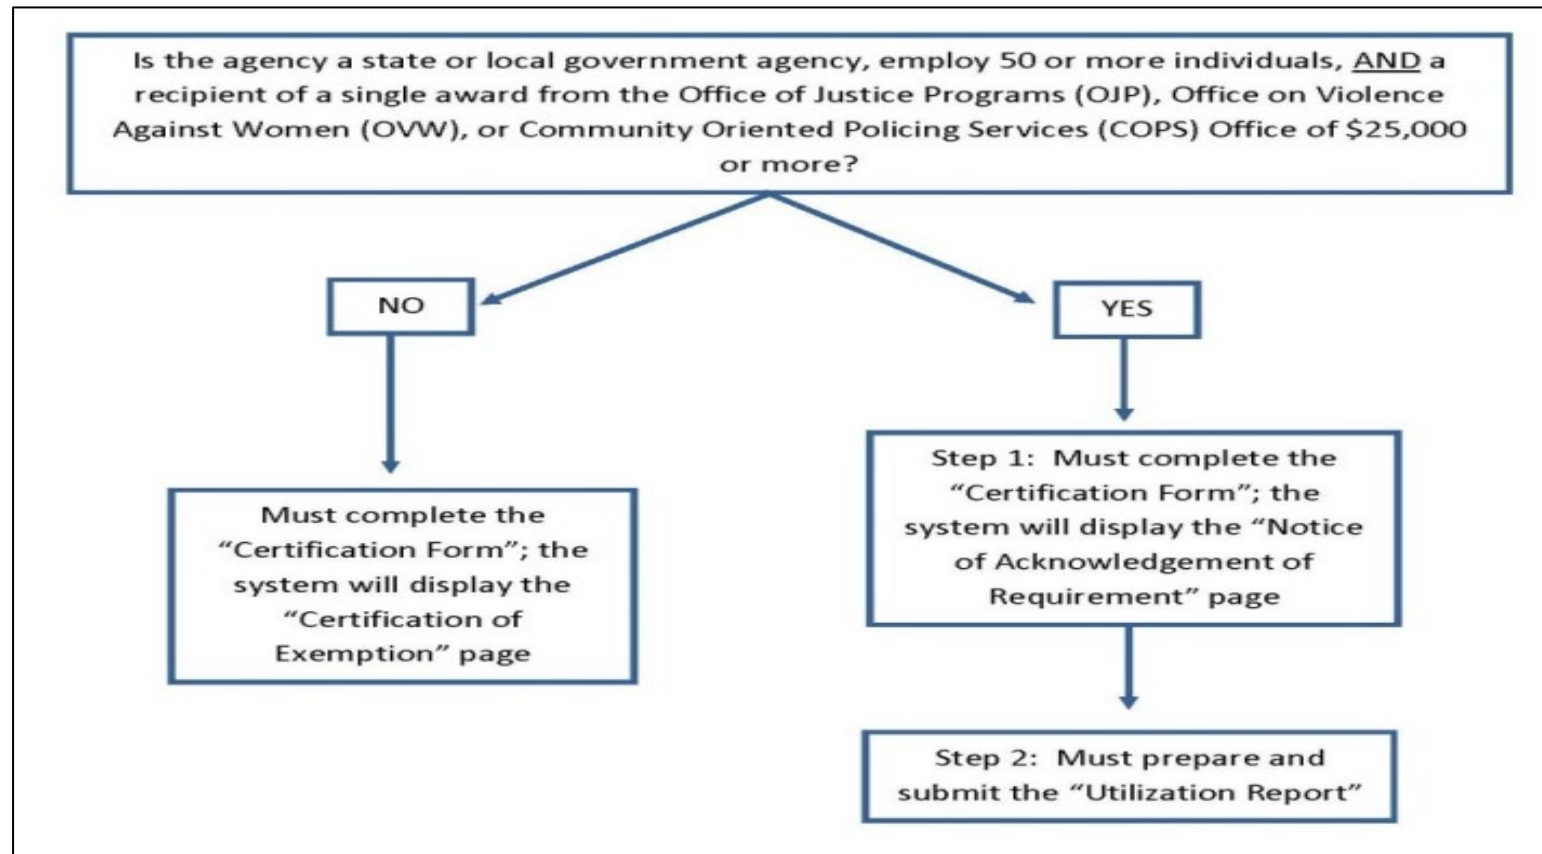 Is the agency a state or local government agency, employ 50 or more individuals, AND a
recipient of a single award from the Office of Justice Programs (OJP), Office on Violence
Against Women (OVW), or Community Oriented Policing Services (COPS) Office of $25,000
or more?
NO
YES
Must complete the
“Certification Form”; the
system will display the
“Certification of
Exemption” page
Step 1:  Must complete the
“Certification Form”; the
system will display the “Notice
of Acknowledgement of
Requirement” page
Step 2:  Must prepare and
submit the “Utilization Report”